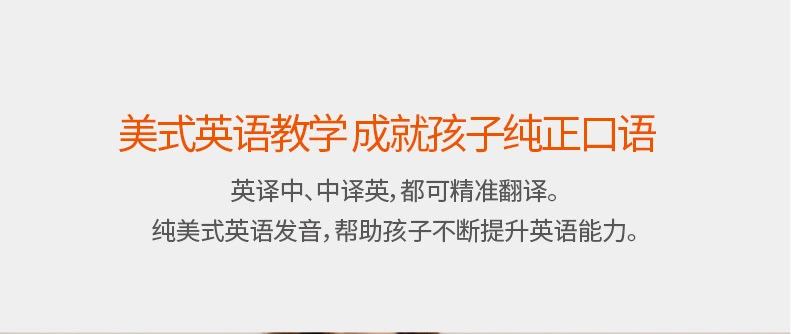 美式英语教学 成就孩子纯正口语
英译中、中译英，都可精准翻译。
纯美式英语发音，帮助孩子不断提升英语能力。